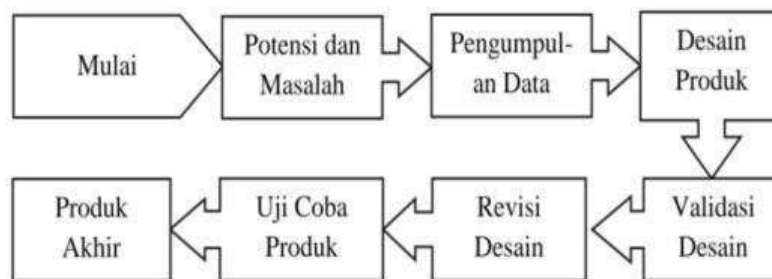 Mulai
Potensi dan
Masalah
Pengumpul-
an Data
Desain
Produk
Validasi
Desain
Revisi
Desain
Uji Coba
Produk
Produk
Akhir